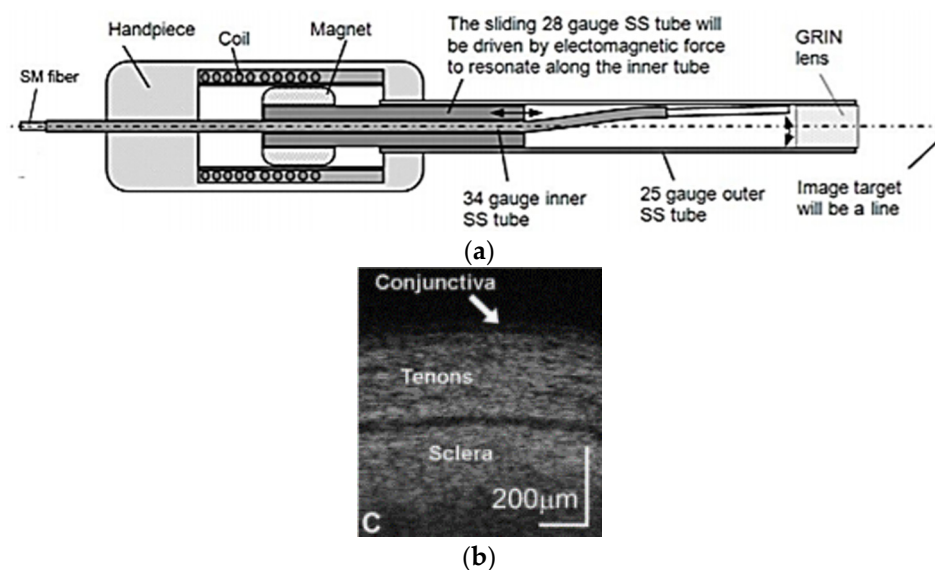 Handpiece
Coil
Magnet
The sliding 28 gauge SS tube will
be driven by electomagnetic force
to resonate along the inner tube
GRIN
lens
SM fiber
34 gauge inner
SS tube
25 gauge outer
SS tube
Image target
will be a line
(a)
Conjunctiva
Tenons
Sclera
200μm
C
(b)